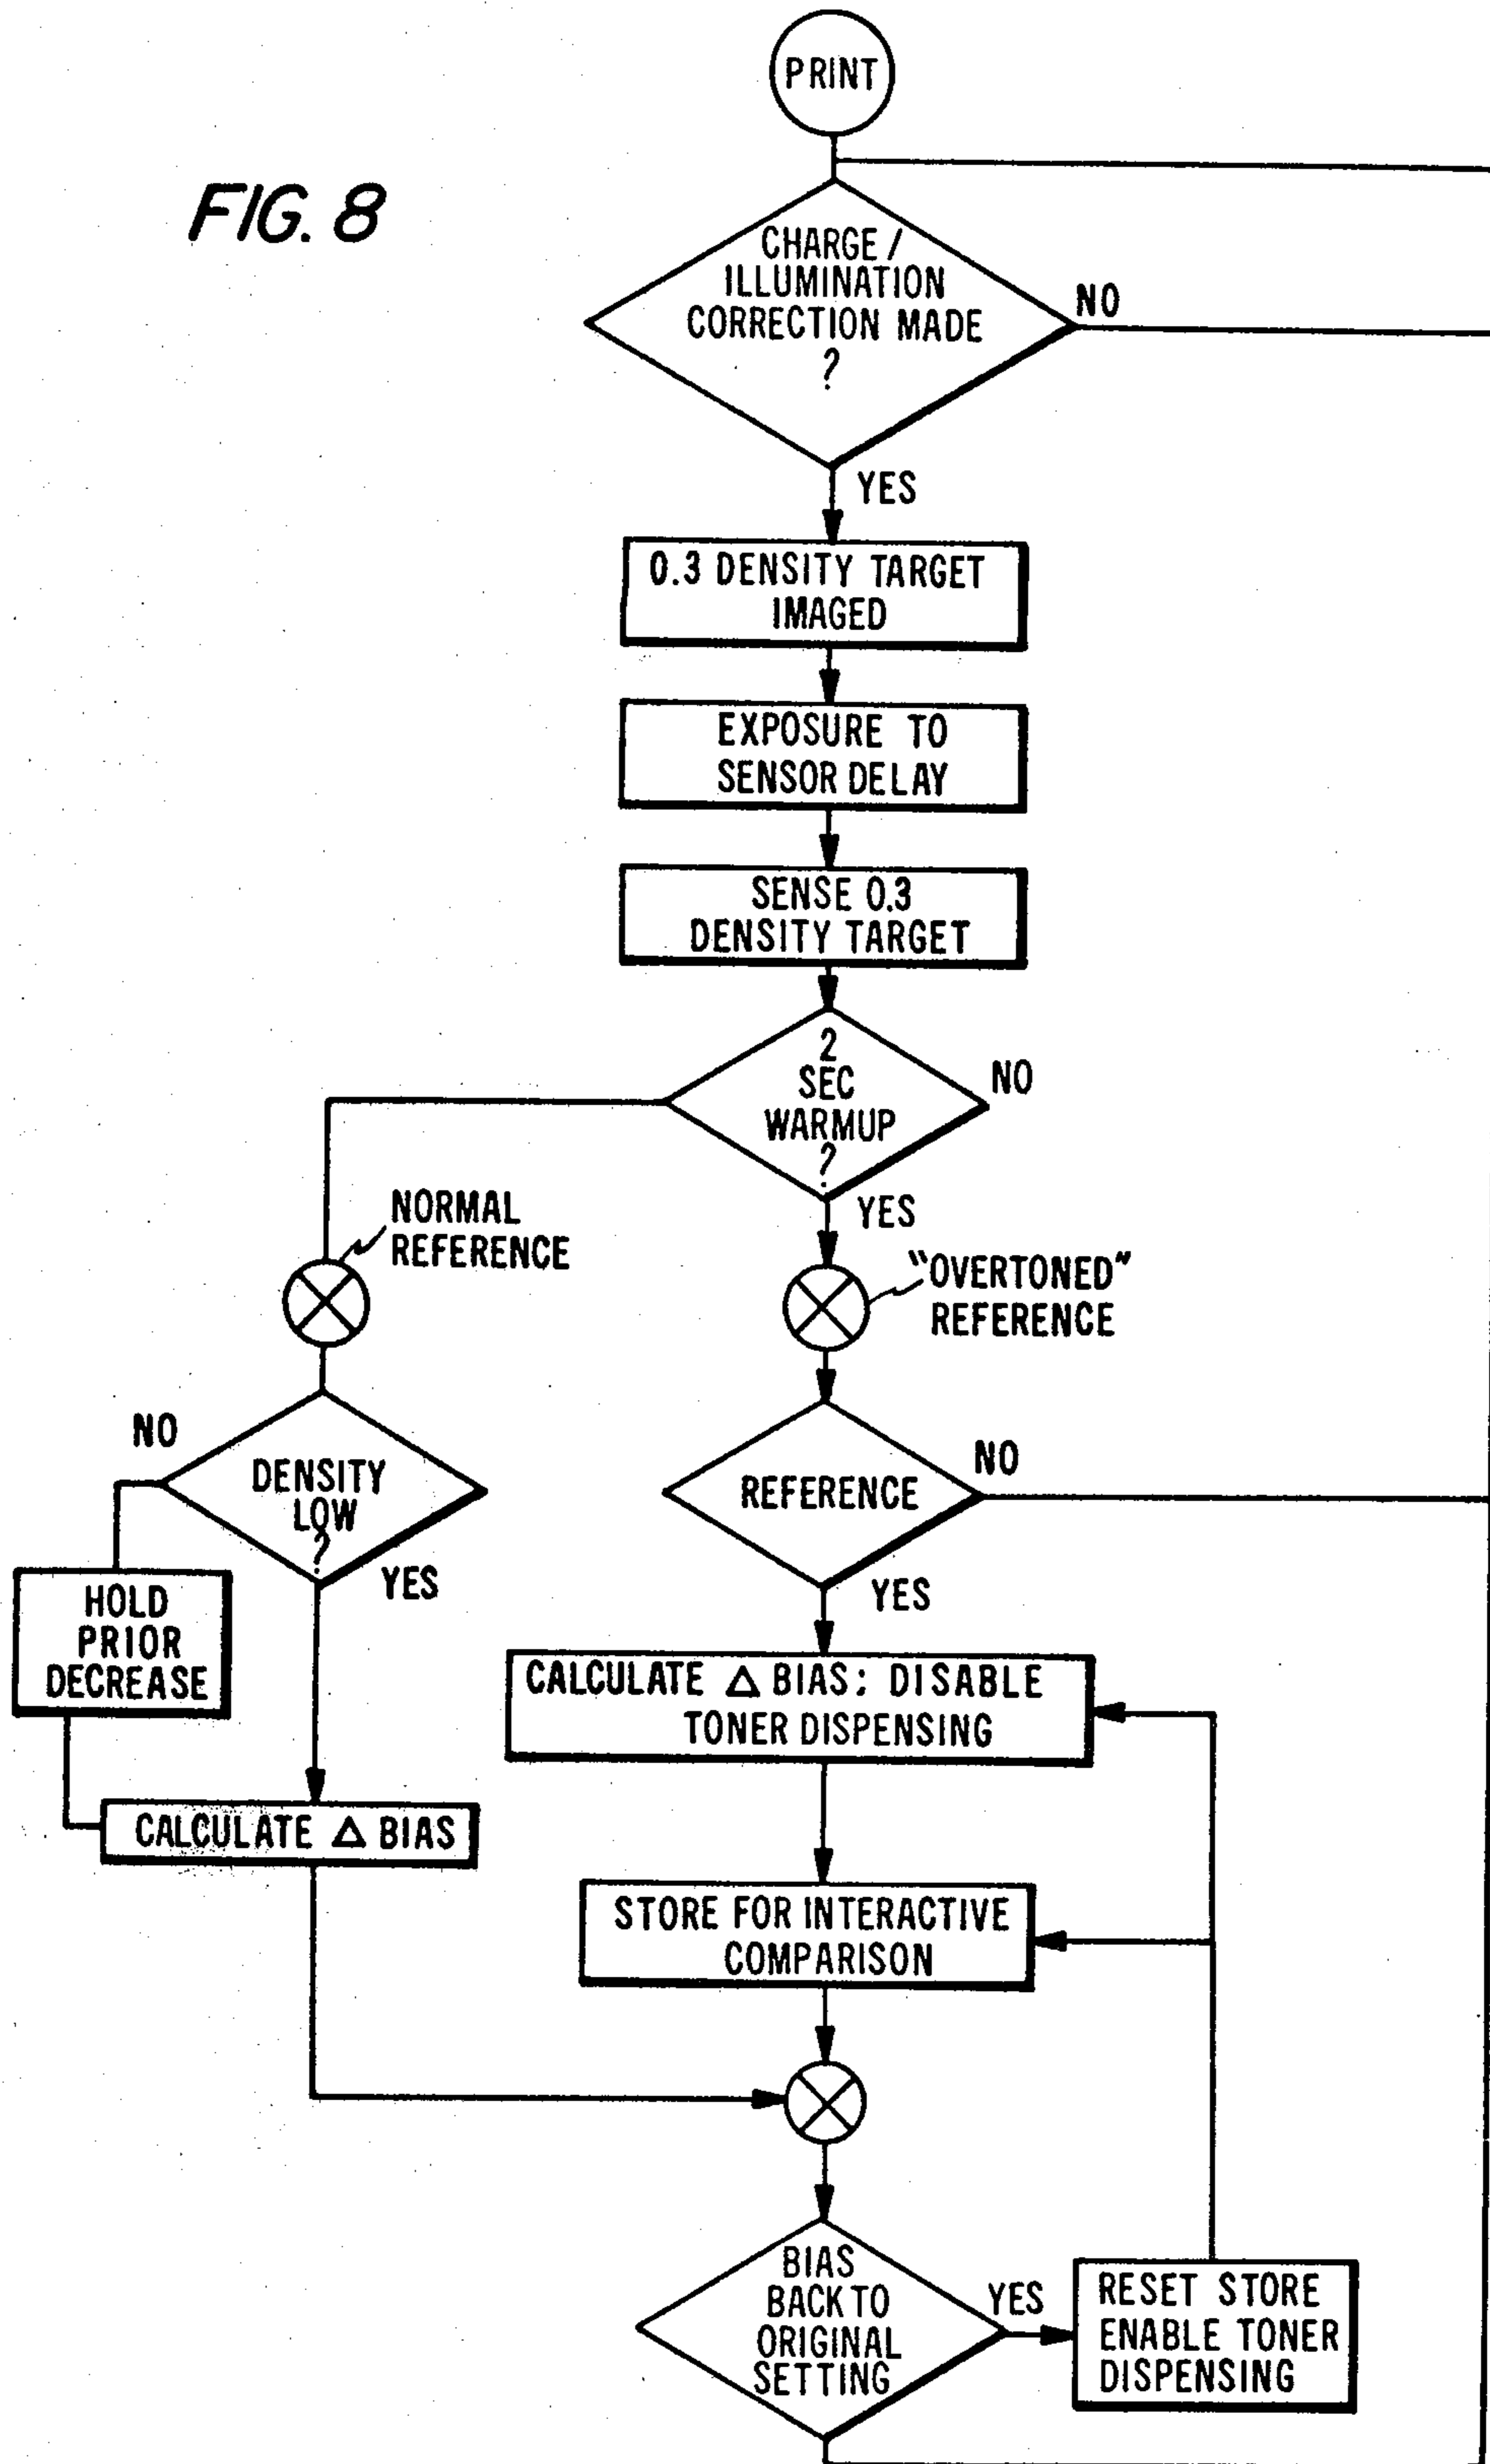 PRINT
FIG. 8
CHARGE /
ILLUMINATION
CORRECTION MADE
?
NO
YES
0.3 DENSITY TARGET
IMAGED
EXPOSURE TO
SENSOR DELAY
SENSE 0.3
DENSITY TARGET
2
SEC
WARMUP
?
NO
YES
NORMAL
REFERENCE
"OVERTONED"
REFERENCE
NO
DENSITY
LOW
?
YES
REFERENCE
NO
YES
HOLD
PRIOR
DECREASE
CALCULATE Δ BIAS: DISABLE
TONER DISPENSING
CALCULATE Δ BIAS
STORE FOR INTERACTIVE
COMPARISON
BIAS
BACK TO
ORIGINAL
SETTING
YES
RESET STORE
ENABLE TONER
DISPENSING